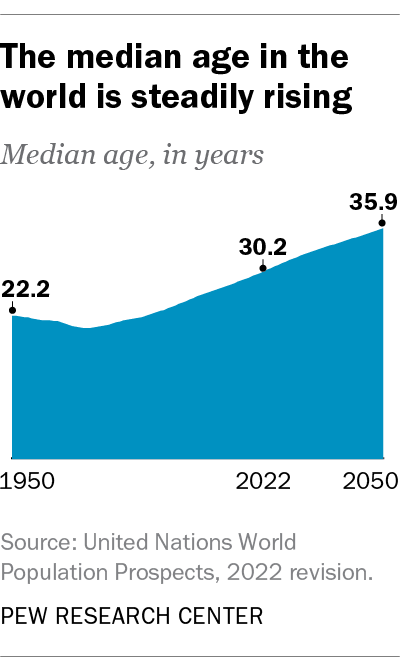 The median age in the
world is steadily rising
Median age, in years
35.9
30.2
22.2
1950 2022 2050
Source: United Nations World
Population Prospects, 2022 revision.
PEW RESEARCH CENTER